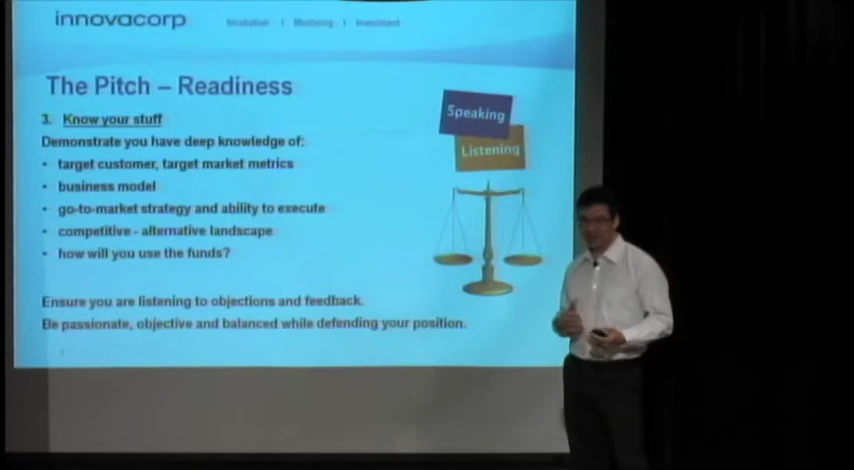 innovacorp
Incubation | Mentoring | Investment
The Pitch – Readiness
3. Know your stuff
Demonstrate you have deep knowledge of:
• target customer, target market metrics
• business model
• go-to-market strategy and ability to execute
• competitive - alternative landscape
• how will you use the funds?
Ensure you are listening to objections and feedback.
Be passionate, objective and balanced while defending your position.
Speaking
Listening